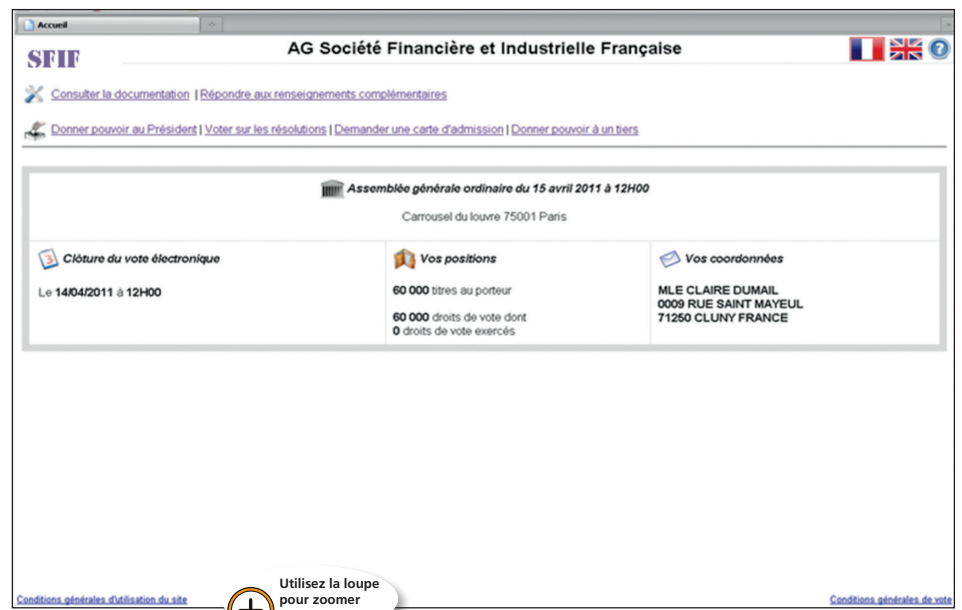 Accueil
SFIF
AG Société Financière et Industrielle Française
Consulter la documentation | Répondre aux renseignements complémentaires
Donner pouvoir au Président | Voter sur les résolutions | Demander une carte d'admission | Donner pouvoir à un tiers
Assemblée générale ordinaire du 15 avril 2011 à 12H00
Carrousel du louvre 75001 Paris
3 Clôture du vote électronique
Le 14/04/2011 à 12H00
Vos positions
60 000 titres au porteur
60 000 droits de vote dont
0 droits de vote exercés
Vos coordonnées
MLE CLAIRE DUMAIL
0009 RUE SAINT MAYEUL
71250 CLUNY FRANCE
Utilisez la loupe
pour zoomer
Conditions générales d'utilisation du site
Conditions générales de vote